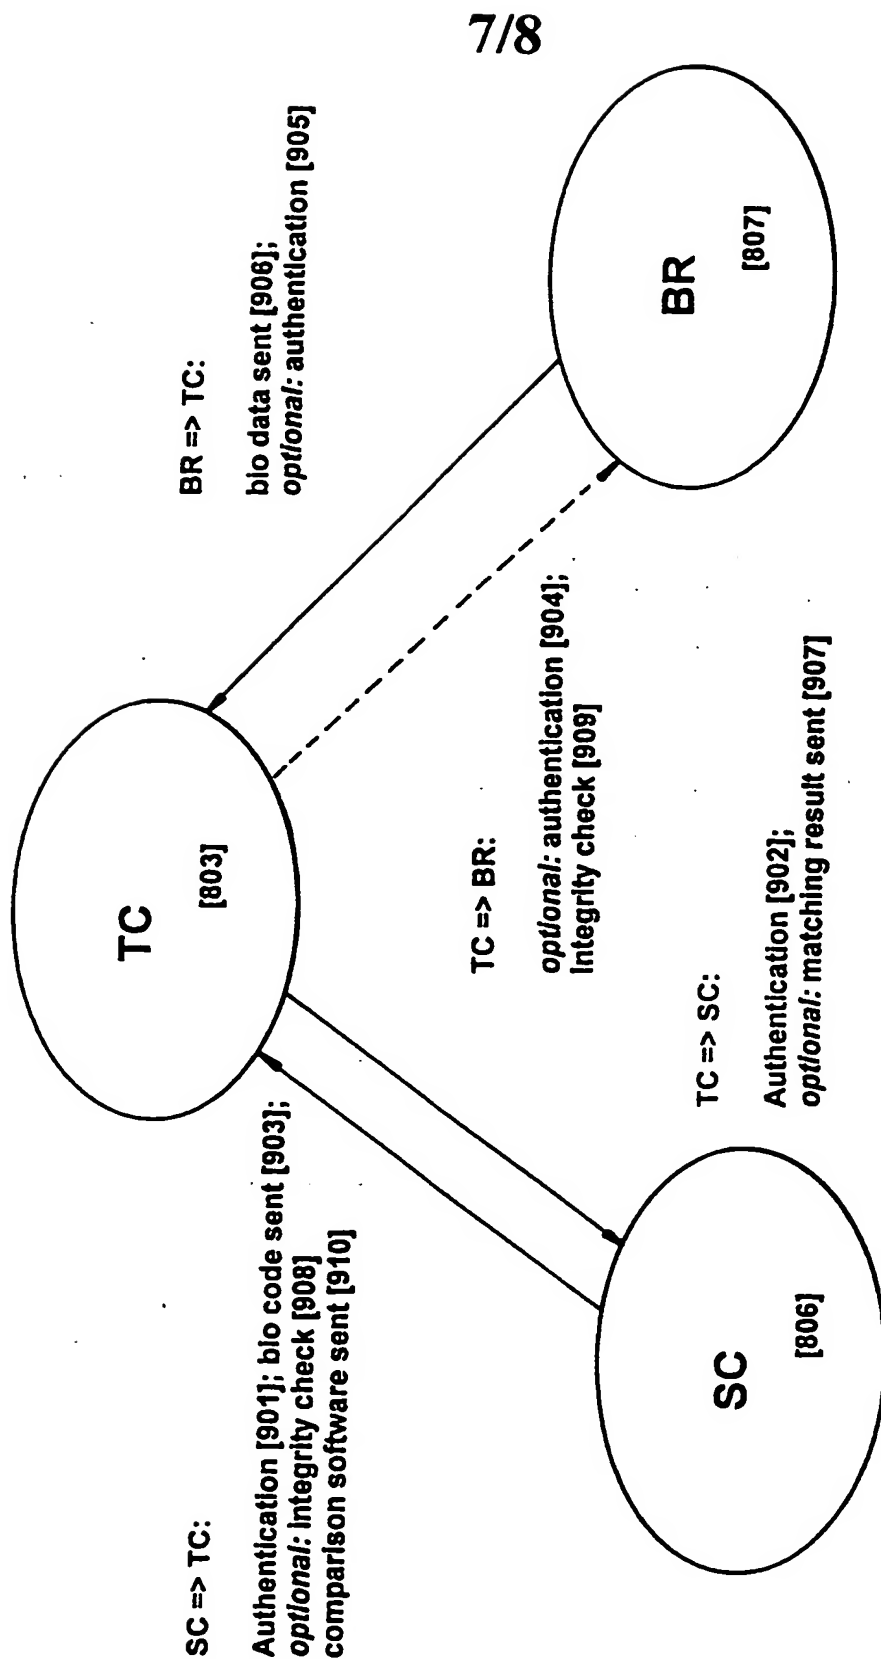 7/8
SC => TC:
Authentication [901]; bio code sent [903];
optional: integrity check [908]
comparison software sent [910]
TC
[803]
BR => TC:
bio data sent [906];
optional: authentication [905]
TC => BR:
optional: authentication [904];
Integrity check [909]
TC => SC:
Authentication [902];
optional: matching result sent [907]
SC
[806]
BR
[807]